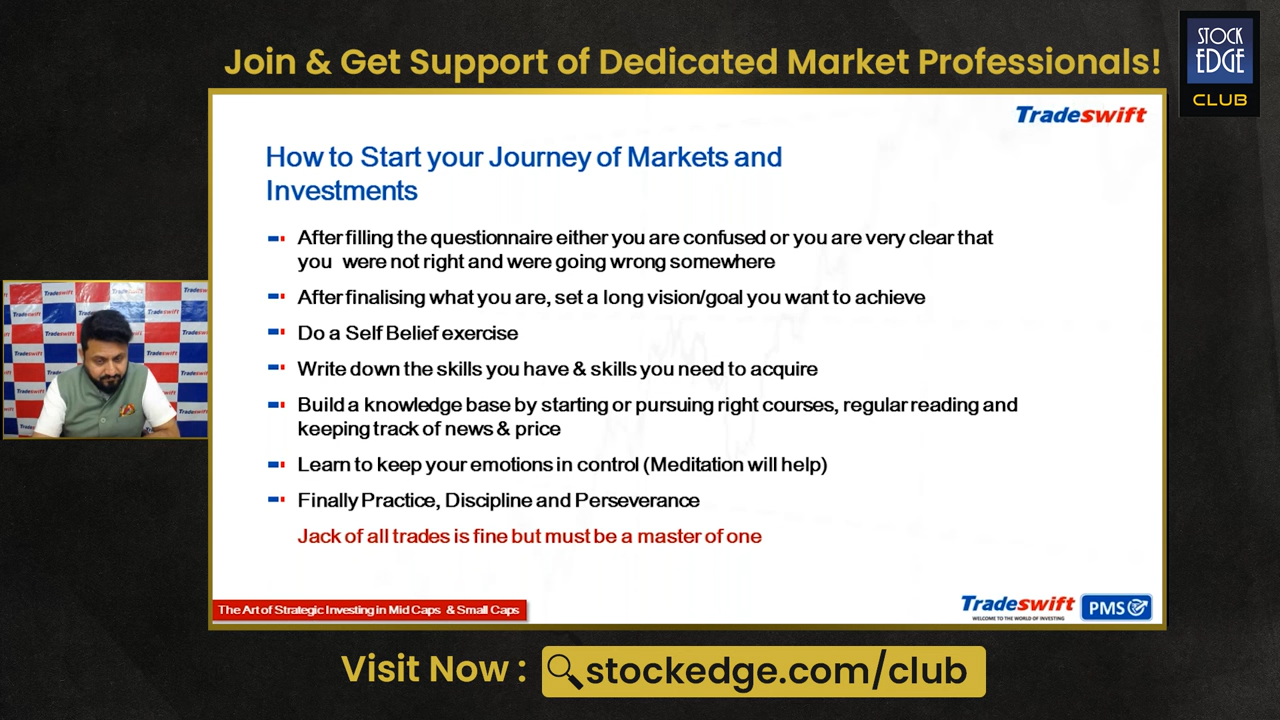 Join & Get Support of Dedicated Market Professionals!
STOCK
EDGE
CLUB
Tradeswift
How to Start your Journey of Markets and
Investments
After filling the questionnaire either you are confused or you are very clear that
you were not right and were going wrong somewhere
After finalising what you are, set a long vision/goal you want to achieve
Do a Self Belief exercise
Write down the skills you have & skills you need to acquire
Build a knowledge base by starting or pursuing right courses, regular reading and
keeping track of news & price
Learn to keep your emotions in control (Meditation will help)
Finally Practice, Discipline and Perseverance
Jack of all trades is fine but must be a master of one
The Art of Strategic Investing in Mid Caps & Small Caps
Tradeswift
WELCOME TO THE WORLD OF INVESTING
PMS
Tradeswift
Tradeswift
Tradeswift
Tradeswift
Visit Now :
stockedge.com/club